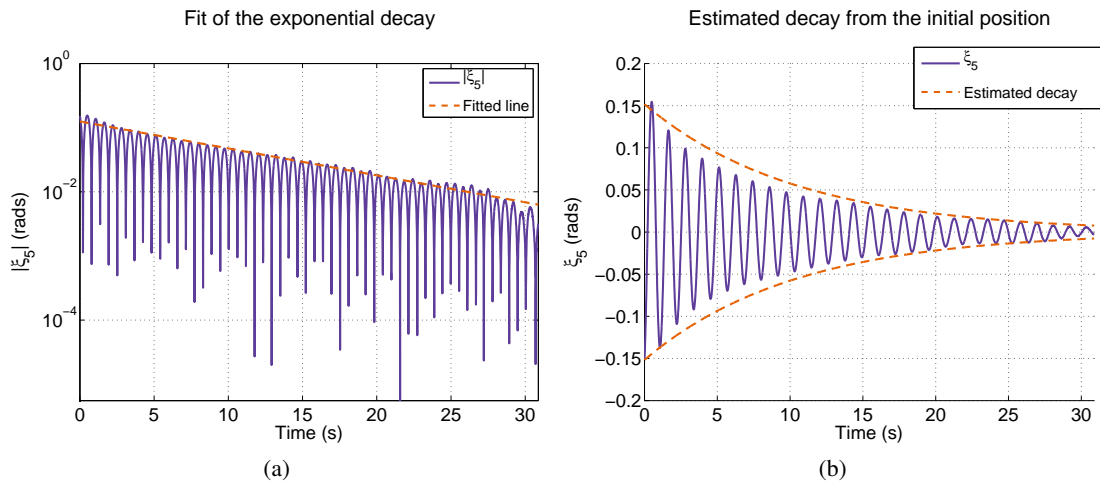 Fit of the exponential decay
10⁰
10⁻²
10⁻⁴
|ξ₅| (rads)
|ξ₅|
Fitted line
0 5 10 15 20 25 30
Time (s)
(a)
Estimated decay from the initial position
0.2
0.15
0.1
0.05
0
−0.05
−0.1
−0.15
−0.2
ξ₅ (rads)
ξ₅
Estimated decay
0 5 10 15 20 25 30
Time (s)
(b)